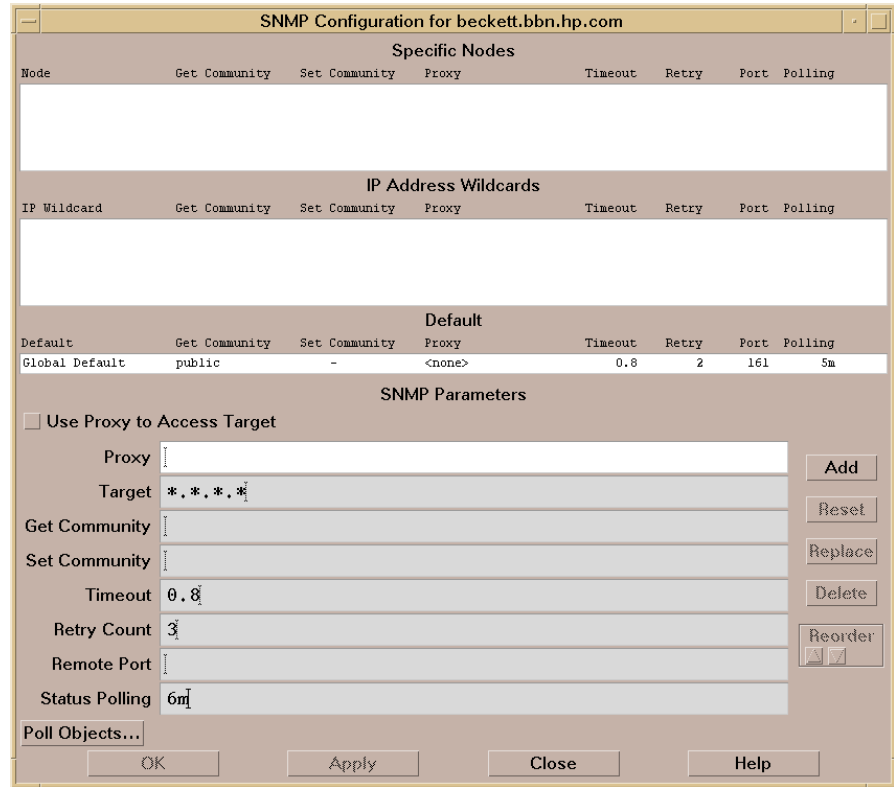 SNMP Configuration for beckett.bbn.hp.com
Specific Nodes
Node Get Community Set Community Proxy Timeout Retry Port Polling
IP Address Wildcards
IP Wildcard Get Community Set Community Proxy Timeout Retry Port Polling
Default
Default Get Community Set Community Proxy Timeout Retry Port Polling
Global Default public - <none> 0.8 2 161 5m
SNMP Parameters
Use Proxy to Access Target
Proxy
Add
Target *.*.*.*
Reset
Get Community
Set Community
Replace
Timeout 0.8
Delete
Retry Count 3
Reorder
Remote Port
Status Polling 6m
Poll Objects...
OK Apply Close Help